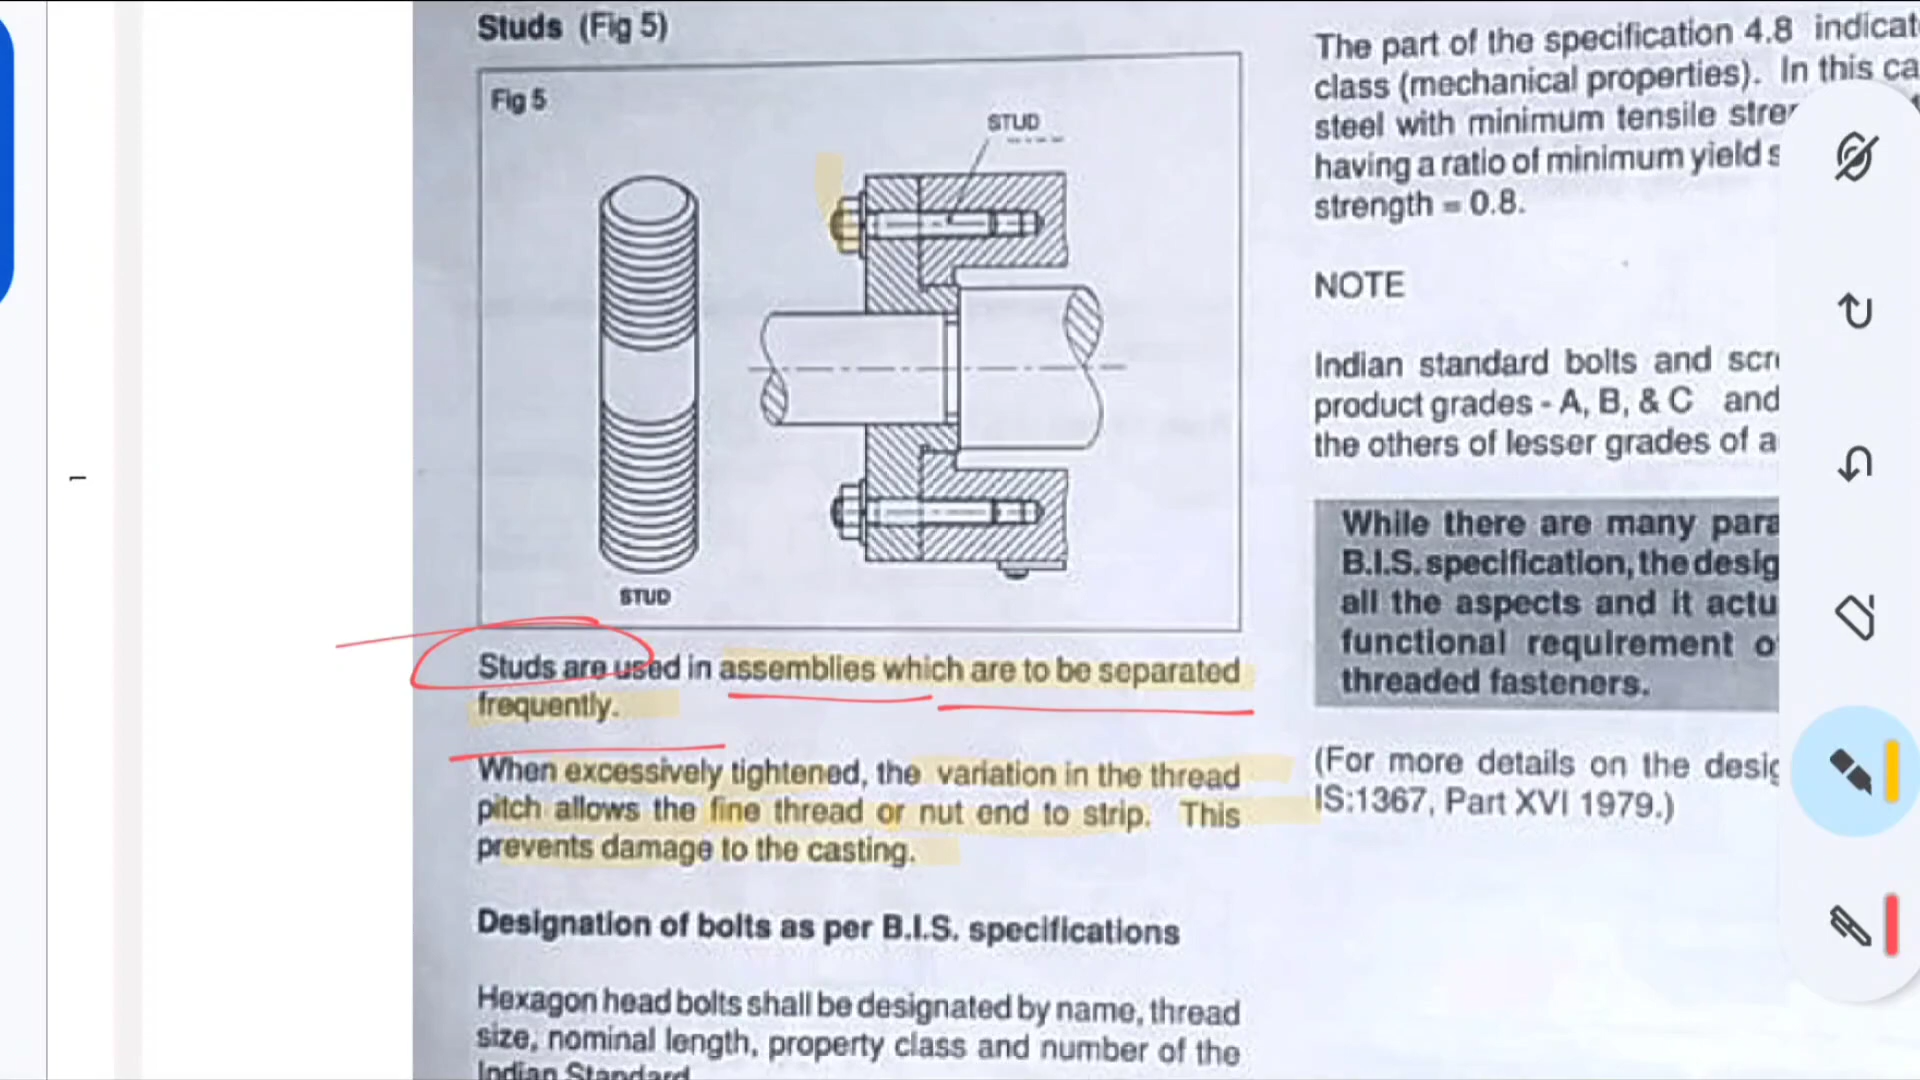 Studs (Fig 5)
Fig 5
STUD
STUD
Studs are used in assemblies which are to be separated
frequently.
When excessively tightened, the variation in the thread
pitch allows the fine thread or nut end to strip. This
prevents damage to the casting.
Designation of bolts as per B.I.S. specifications
Hexagon head bolts shall be designated by name, thread
size, nominal length, property class and number of the
Indian Standard
The part of the specification 4.8
class (mechanical properties). In this
steel with minimum tensile
having a ratio of minimum yield
strength = 0.8.
NOTE
Indian standard bolts and
product grades - A, B, & C and
the others of lesser grades of
While there are many
B.I.S. specification, the
all the aspects and it
functional requirement
threaded fasteners.
(For more details on the
IS:1367, Part XVI 1979.)